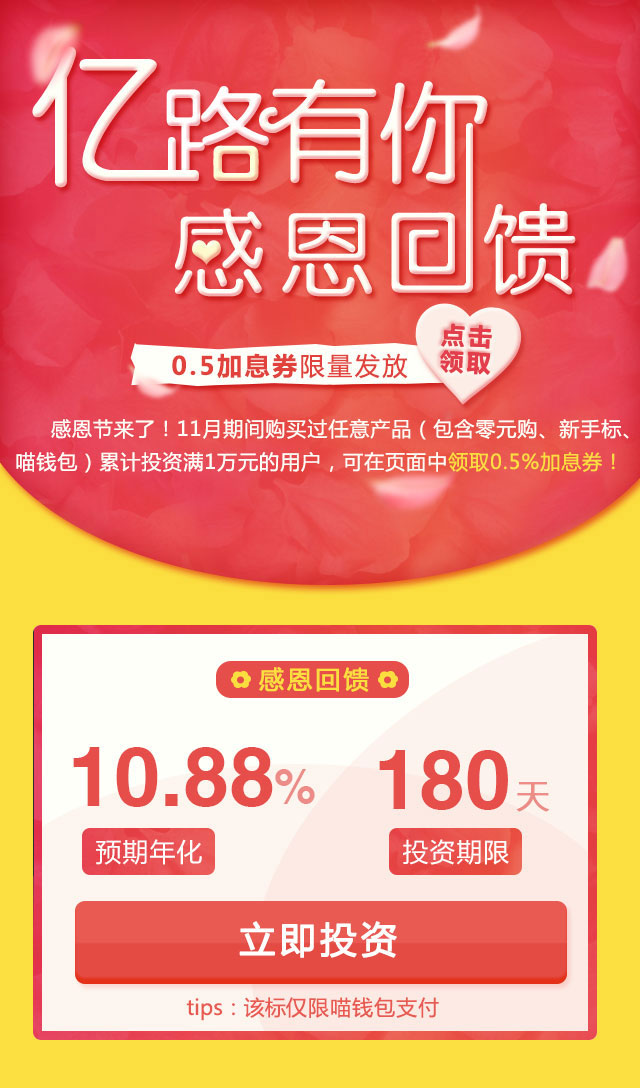 亿路有你
感恩回馈
0.5加息券限量发放
点击
领取
感恩节来了！11月期间购买过任意产品（包含零元购、新手标、
喵钱包）累计投资满1万元的用户，可在页面中领取0.5%加息券！
感恩回馈
10.88%
180天
预期年化
投资期限
立即投资
tips：该标仅限喵钱包支付